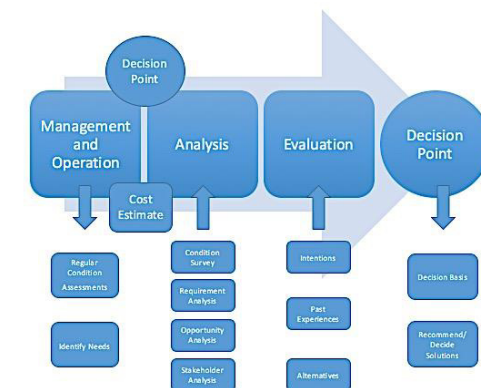 Decision
Point
Management
and
Operation
Analysis
Evaluation
Decision
Point
Cost
Estimate
Regular
Condition
Assessments
Identify Needs
Condition
Survey
Requirement
Analysis
Opportunity
Analysis
Stakeholder
Analysis
Intentions
Past
Experiences
Alternatives
Decision Basis
Recommend/
Decide
Solutions